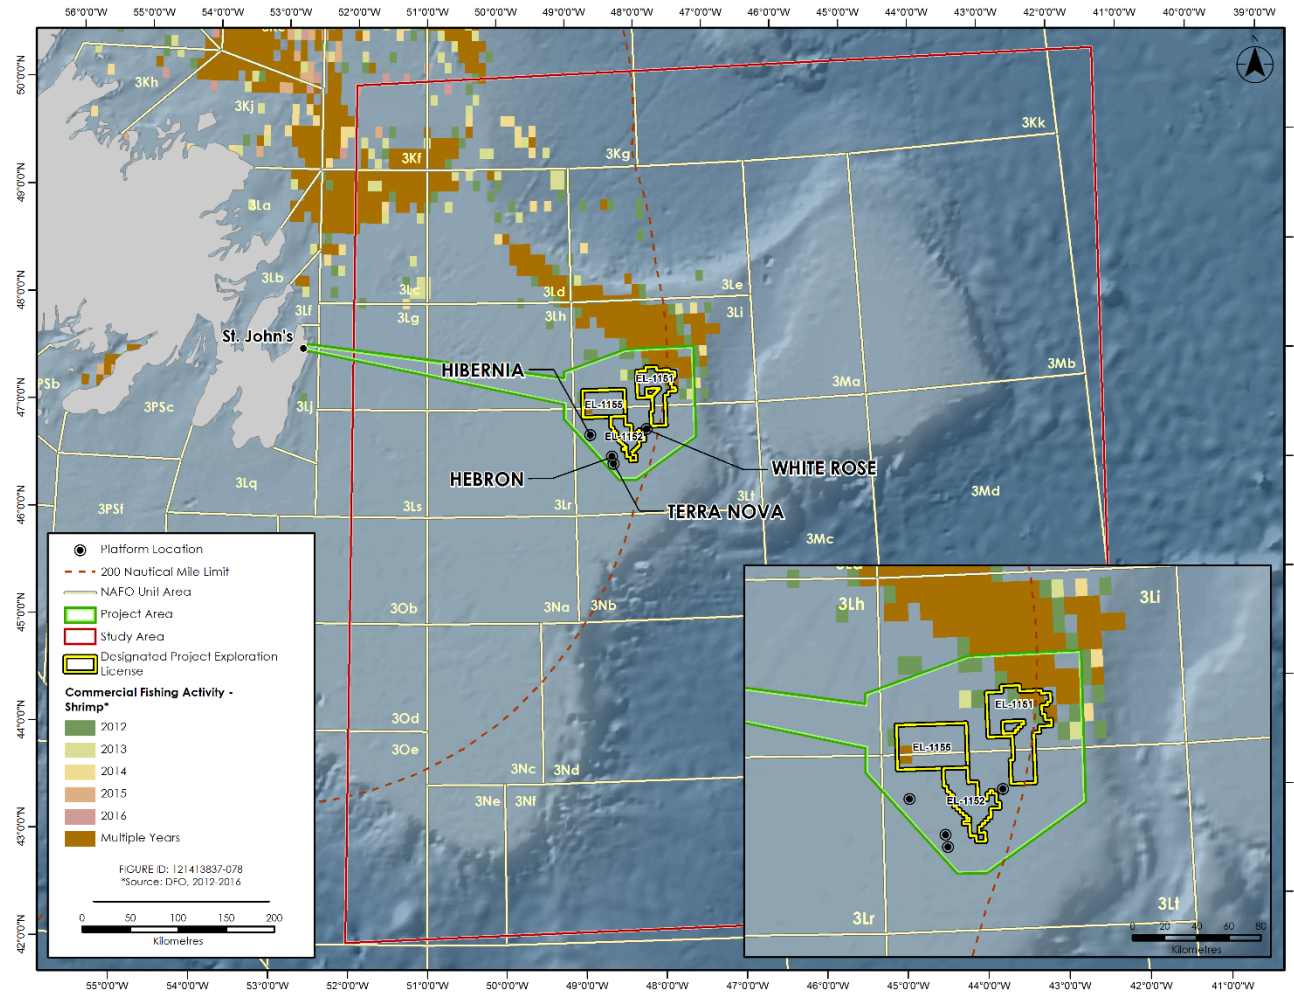 56°0'0"W 55°0'0"W 54°0'0"W 53°0'0"W 52°0'0"W 51°0'0"W 50°0'0"W 49°0'0"W 48°0'0"W 47°0'0"W 46°0'0"W 45°0'0"W 44°0'0"W 43°0'0"W 42°0'0"W 41°0'0"W 40°0'0"W 39°0'0"W
N
50°0'0"N
49°0'0"N
48°0'0"N
47°0'0"N
46°0'0"N
45°0'0"N
44°0'0"N
43°0'0"N
42°0'0"N
3Kh
3Kj
3Kf
3Kg
3Kk
3La
3Lb
3Lc
3Ld
3Le
3Lf
3Lg
3Lh
3Li
St. John's
HIBERNIA
EL-1151
EL-1155
EL-1152
3Ma
3Mb
PSb
3PSc
3Lj
HEBRON
WHITE ROSE
TERRA NOVA
3Lq
3PSf
3Ls
3Lr
3Lt
3Md
3Mc
3Ob
3Na
3Nb
3Od
3Oe
3Nc
3Nd
3Ne
3Nf
Platform Location
200 Nautical Mile Limit
NAFO Unit Area
Project Area
Study Area
Designated Project Exploration
License
Commercial Fishing Activity -
Shrimp*
2012
2013
2014
2015
2016
Multiple Years
FIGURE ID: 121413837-078
*Source: DFO, 2012-2016
0 50 100 150 200
Kilometres
3Lh
3Li
EL-1151
EL-1155
EL-1152
3Lr
3Lt
0 20 40 60 80
Kilometres
55°0'0"W 54°0'0"W 53°0'0"W 52°0'0"W 51°0'0"W 50°0'0"W 49°0'0"W 48°0'0"W 47°0'0"W 46°0'0"W 45°0'0"W 44°0'0"W 43°0'0"W 42°0'0"W 41°0'0"W